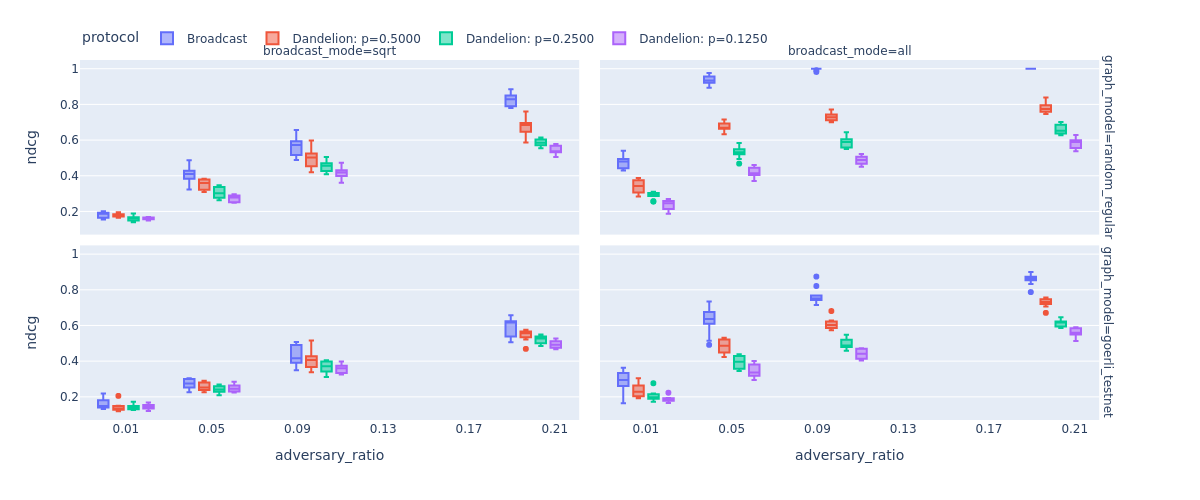 protocol Broadcast Dandelion: p=0.5000 Dandelion: p=0.2500 Dandelion: p=0.1250
broadcast_mode=sqrt broadcast_mode=all
1
0.8
0.6
0.4
0.2
ndcg
graph_model=random_regular
1
0.8
0.6
0.4
0.2
ndcg
graph_model=goerli_testnet
0.01 0.05 0.09 0.13 0.17 0.21 0.01 0.05 0.09 0.13 0.17 0.21
adversary_ratio adversary_ratio